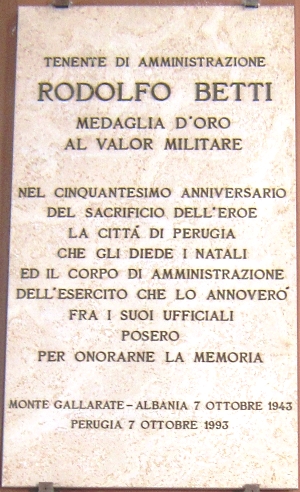 TENENTE DI AMMINISTRAZIONE
RODOLFO BETTI
MEDAGLIA D'ORO
AL VALOR MILITARE
NEL CINQUANTESIMO ANNIVERSARIO
DEL SACRIFICIO DELL'EROE
LA CITTÁ DI PERUGIA
CHE GLI DIEDE I NATALI
ED IL CORPO DI AMMINISTRAZIONE
DELL'ESERCITO CHE LO ANNOVERÓ
FRA I SUOI UFFICIALI
POSERO
PER ONORARNE LA MEMORIA
MONTE GALLARATE – ALBANIA 7 OTTOBRE 1943
PERUGIA 7 OTTOBRE 1993